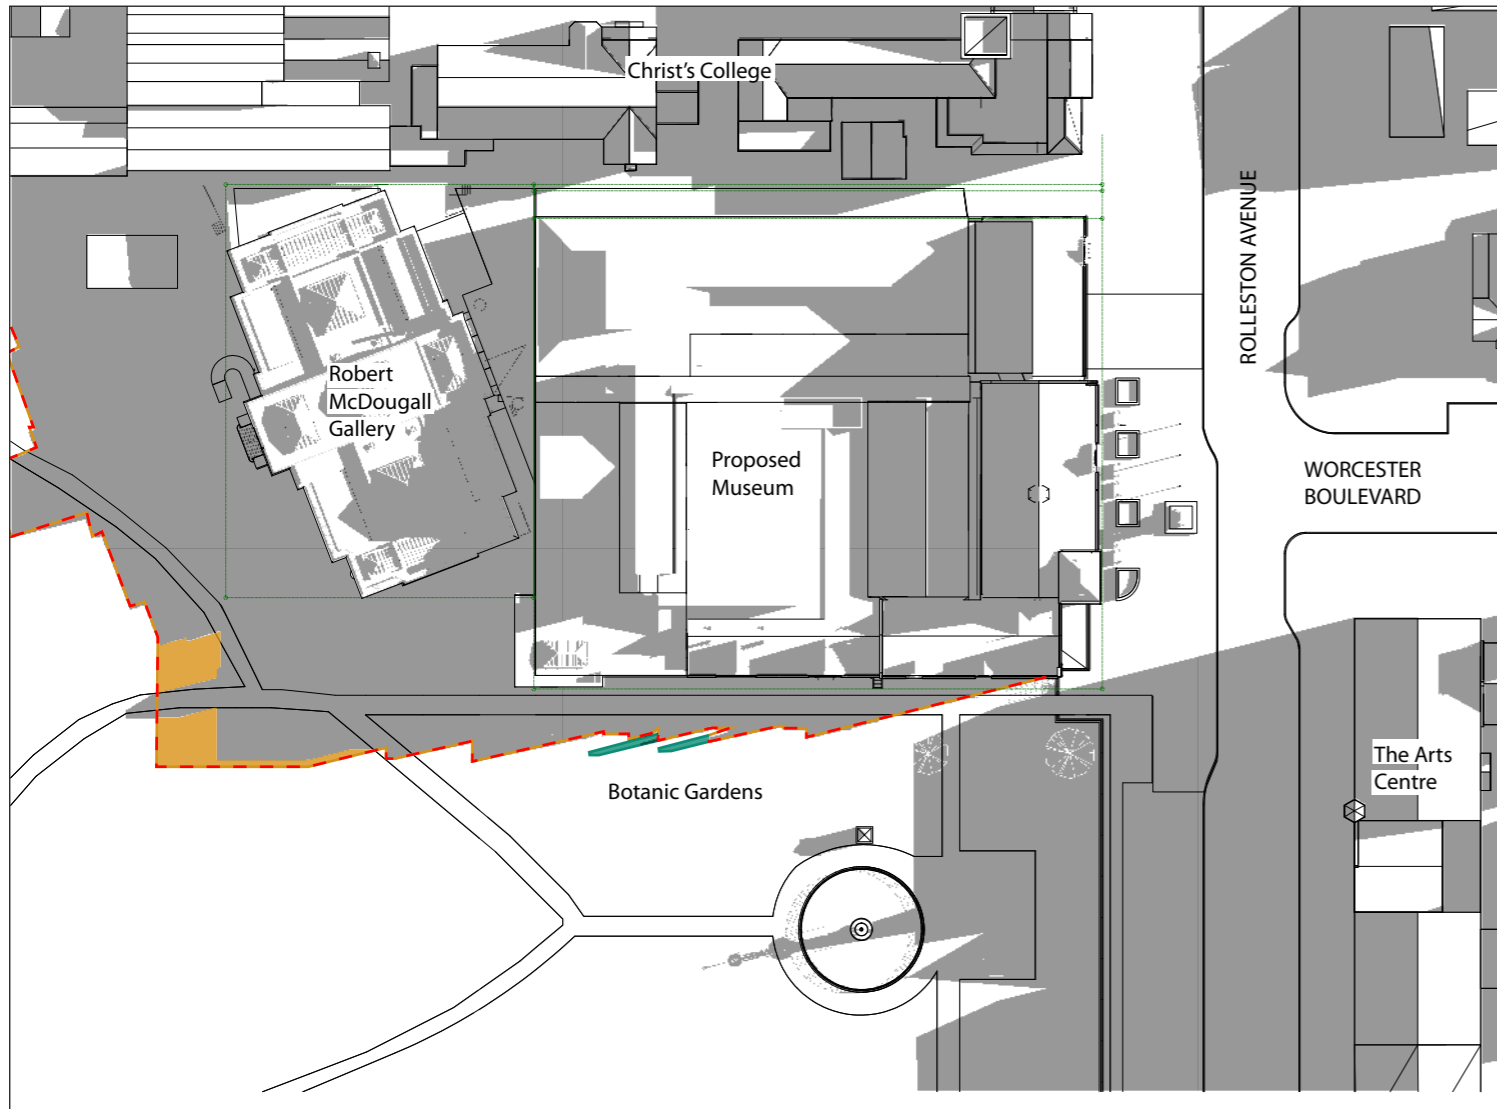 Christ's College
ROLLESTON AVENUE
Robert
McDougall
Gallery
Proposed
Museum
WORCESTER
BOULEVARD
The Arts
Centre
Botanic Gardens